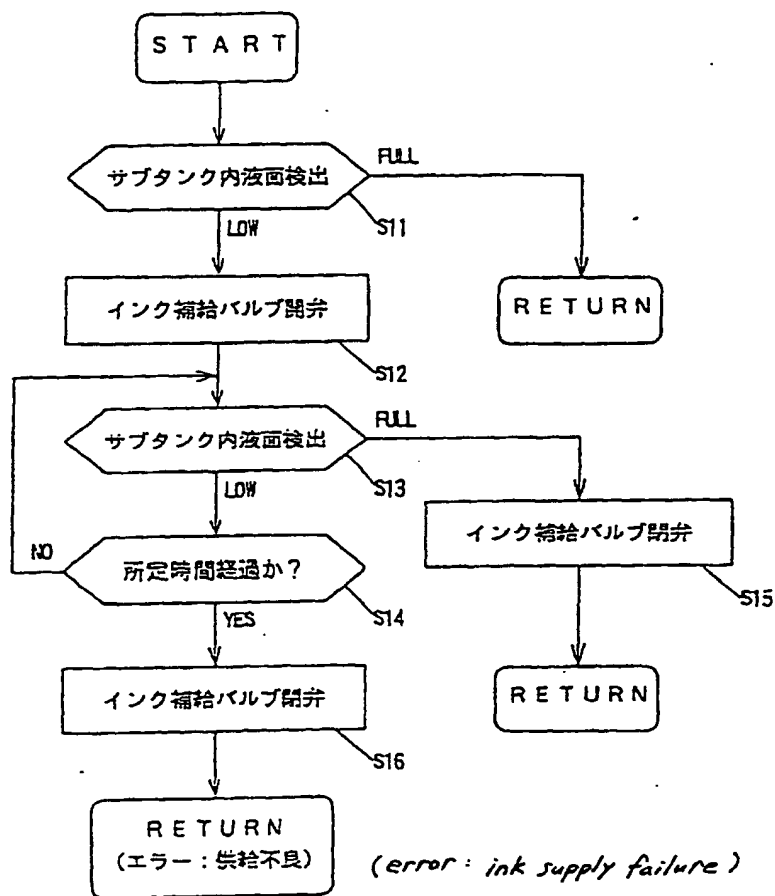 START
サブタンク内液面検出
FULL
S11
LOW
RETURN
インク補給バルブ開弁
S12
サブタンク内液面検出
FULL
S13
LOW
インク補給バルブ閉弁
S15
NO
所定時間経過か?
S14
YES
RETURN
インク補給バルブ閉弁
S16
RETURN
(エラー:供給不良)
(error: ink supply failure)